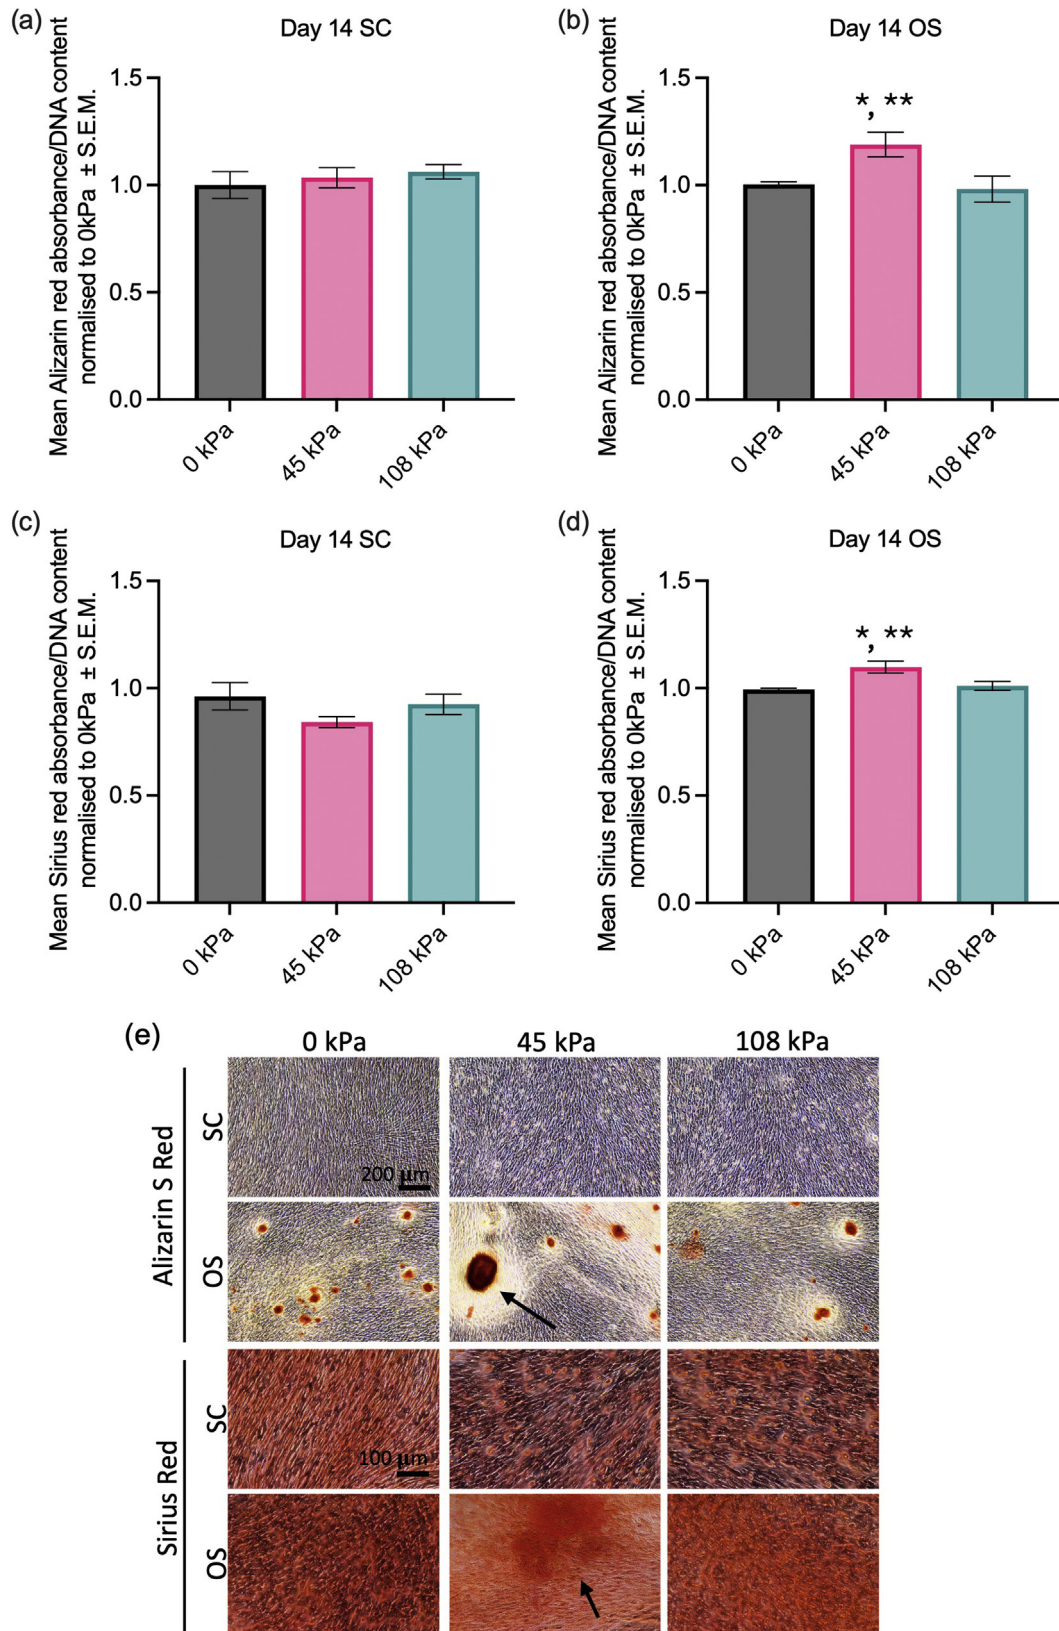 (a)
Day 14 SC
Mean Alizarin red absorbance/DNA content
normalised to 0kPa ± S.E.M.
1.5
1.0
0.5
0.0
0 kPa
45 kPa
108 kPa
(b)
Day 14 OS
*, **
Mean Alizarin red absorbance/DNA content
normalised to 0kPa ± S.E.M.
1.5
1.0
0.5
0.0
0 kPa
45 kPa
108 kPa
(c)
Day 14 SC
Mean Sirius red absorbance/DNA content
normalised to 0kPa ± S.E.M.
1.5
1.0
0.5
0.0
0 kPa
45 kPa
108 kPa
(d)
Day 14 OS
*, **
Mean Sirius red absorbance/DNA content
normalised to 0kPa ± S.E.M.
1.5
1.0
0.5
0.0
0 kPa
45 kPa
108 kPa
(e)
0 kPa
45 kPa
108 kPa
Alizarin S Red
SC
200 μm
OS
Sirius Red
SC
100 μm
OS